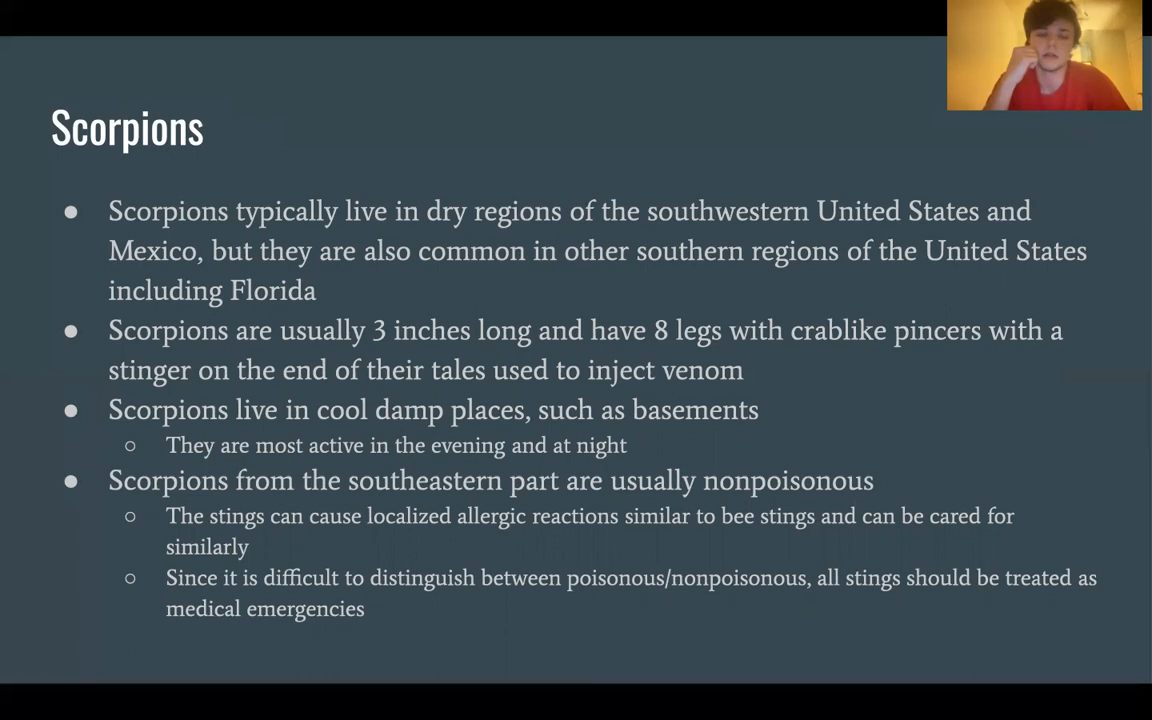 Scorpions
● Scorpions typically live in dry regions of the southwestern United States and
Mexico, but they are also common in other southern regions of the United States
including Florida
● Scorpions are usually 3 inches long and have 8 legs with crablike pincers with a
stinger on the end of their tales used to inject venom
● Scorpions live in cool damp places, such as basements
○ They are most active in the evening and at night
● Scorpions from the southeastern part are usually nonpoisonous
○ The stings can cause localized allergic reactions similar to bee stings and can be cared for
similarly
○ Since it is difficult to distinguish between poisonous/nonpoisonous, all stings should be treated as
medical emergencies